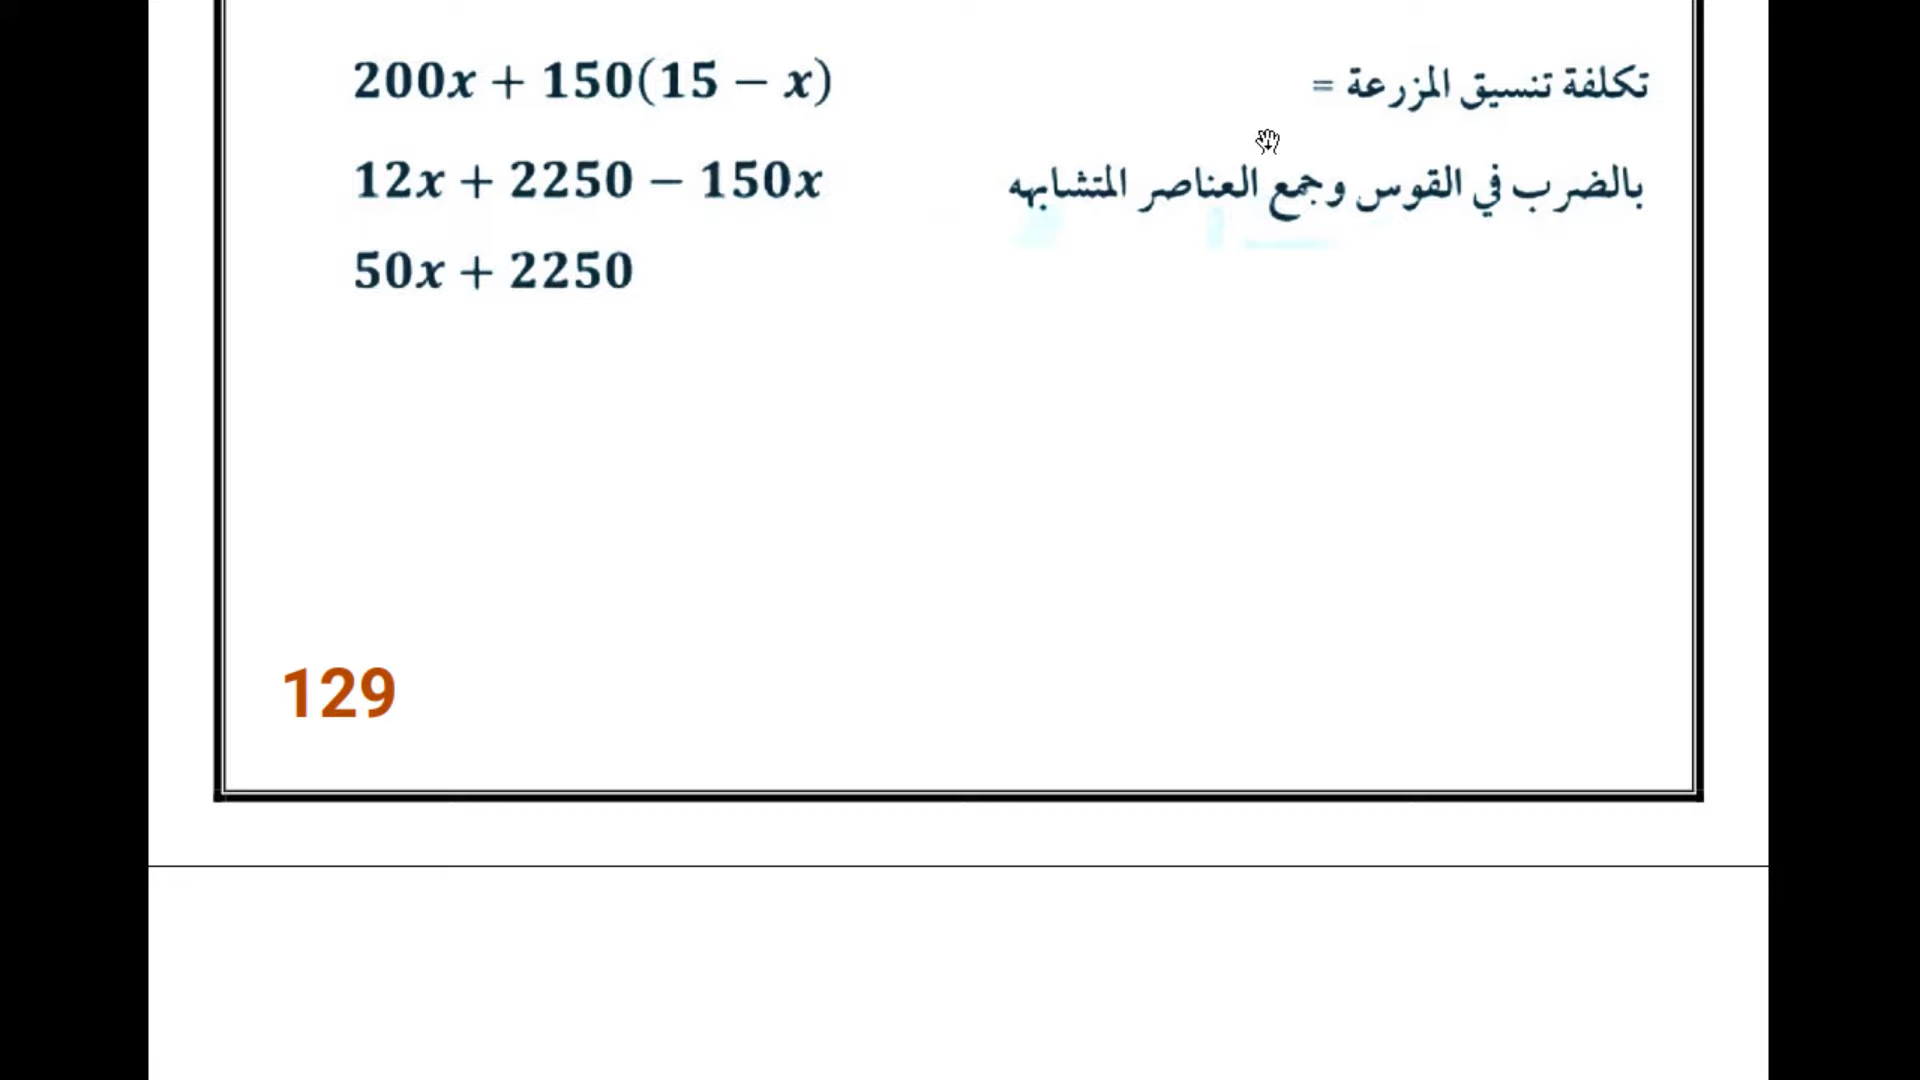 تكلفة تنسيق المزرعة = 200x + 150(15 − x)
بالضرب في القوس وجمع العناصر المتشابهه 12x + 2250 − 150x
50x + 2250
129